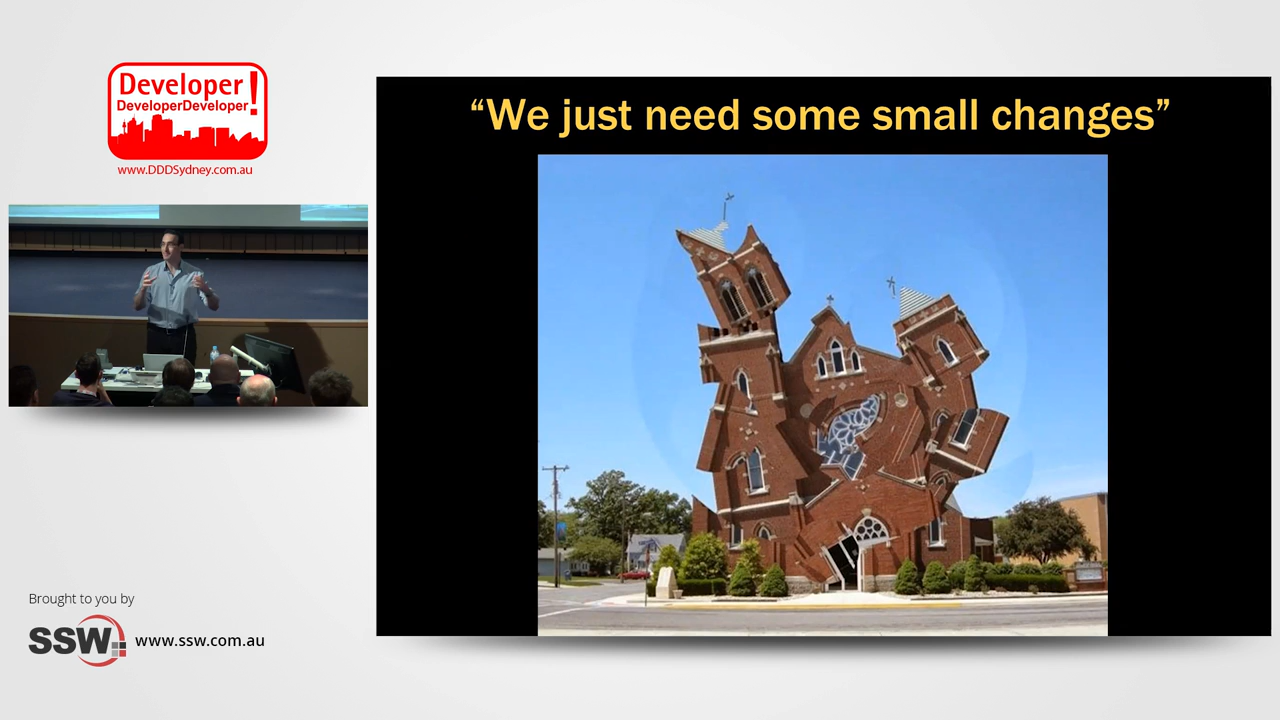 Developer!
DeveloperDeveloper
www.DDDSydney.com.au
“We just need some small changes”
Brought to you by
SSW
www.ssw.com.au